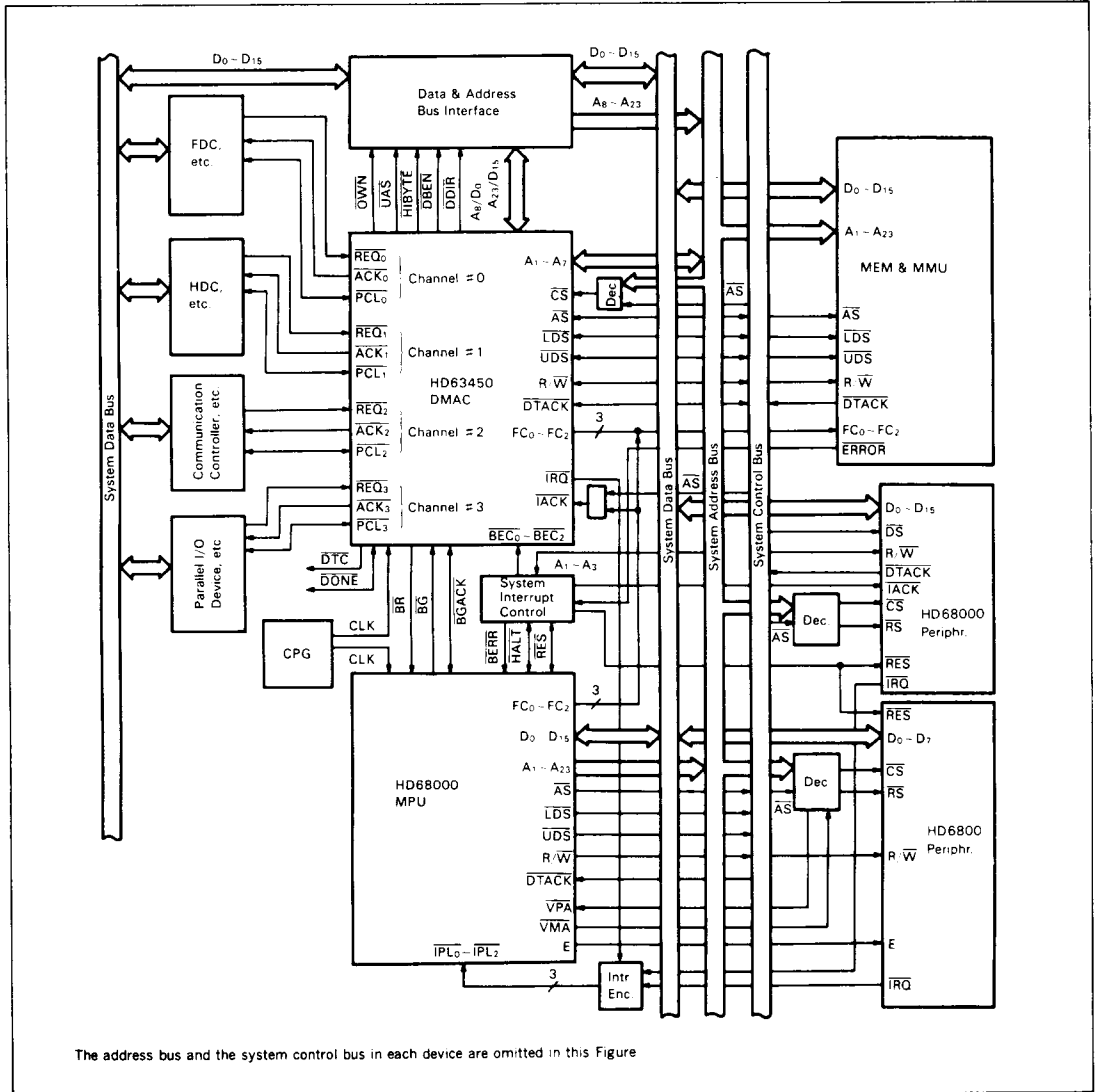 D0~D15
D0~D15
Data & Address
Bus Interface
A8~A23
FDC,
etc.
OWN
UAS
HIBYTE
DBEN
DDIR
A8/D0
A23/D15
D0~D15
A1~A23
MEM & MMU
AS
LDS
UDS
R/W
DTACK
FC0~FC2
ERROR
HDC,
etc.
REQ0
ACK0
PCL0
Channel #0
REQ1
ACK1
PCL1
Channel #1
HD63450
DMAC
REQ2
ACK2
PCL2
Channel #2
REQ3
ACK3
PCL3
Channel #3
A1~A7
CS
Dec
AS
AS
LDS
UDS
R/W
DTACK
FC0~FC2
3
IRQ
IACK
AS
BEC0~BEC2
Communication
Controller, etc.
Parallel I/O
Device, etc
System Data Bus
System Data Bus
System Address Bus
System Control Bus
DTC
DONE
BR
BG
BGACK
A1~A3
System
Interrupt
Control
BERR
HALT
RES
CPG
CLK
CLK
D0~D15
DS
R/W
DTACK
IACK
CS
RS
HD68000
Periphr.
RES
IRQ
Dec.
AS
HD68000
MPU
FC0~FC2
3
D0 D15
A1~A23
AS
LDS
UDS
R/W
DTACK
VPA
VMA
E
IPL0~IPL2
3
Intr
Enc.
RES
D0~D7
Dec
AS
CS
RS
HD6800
Periphr.
R/W
E
IRQ
The address bus and the system control bus in each device are omitted in this Figure